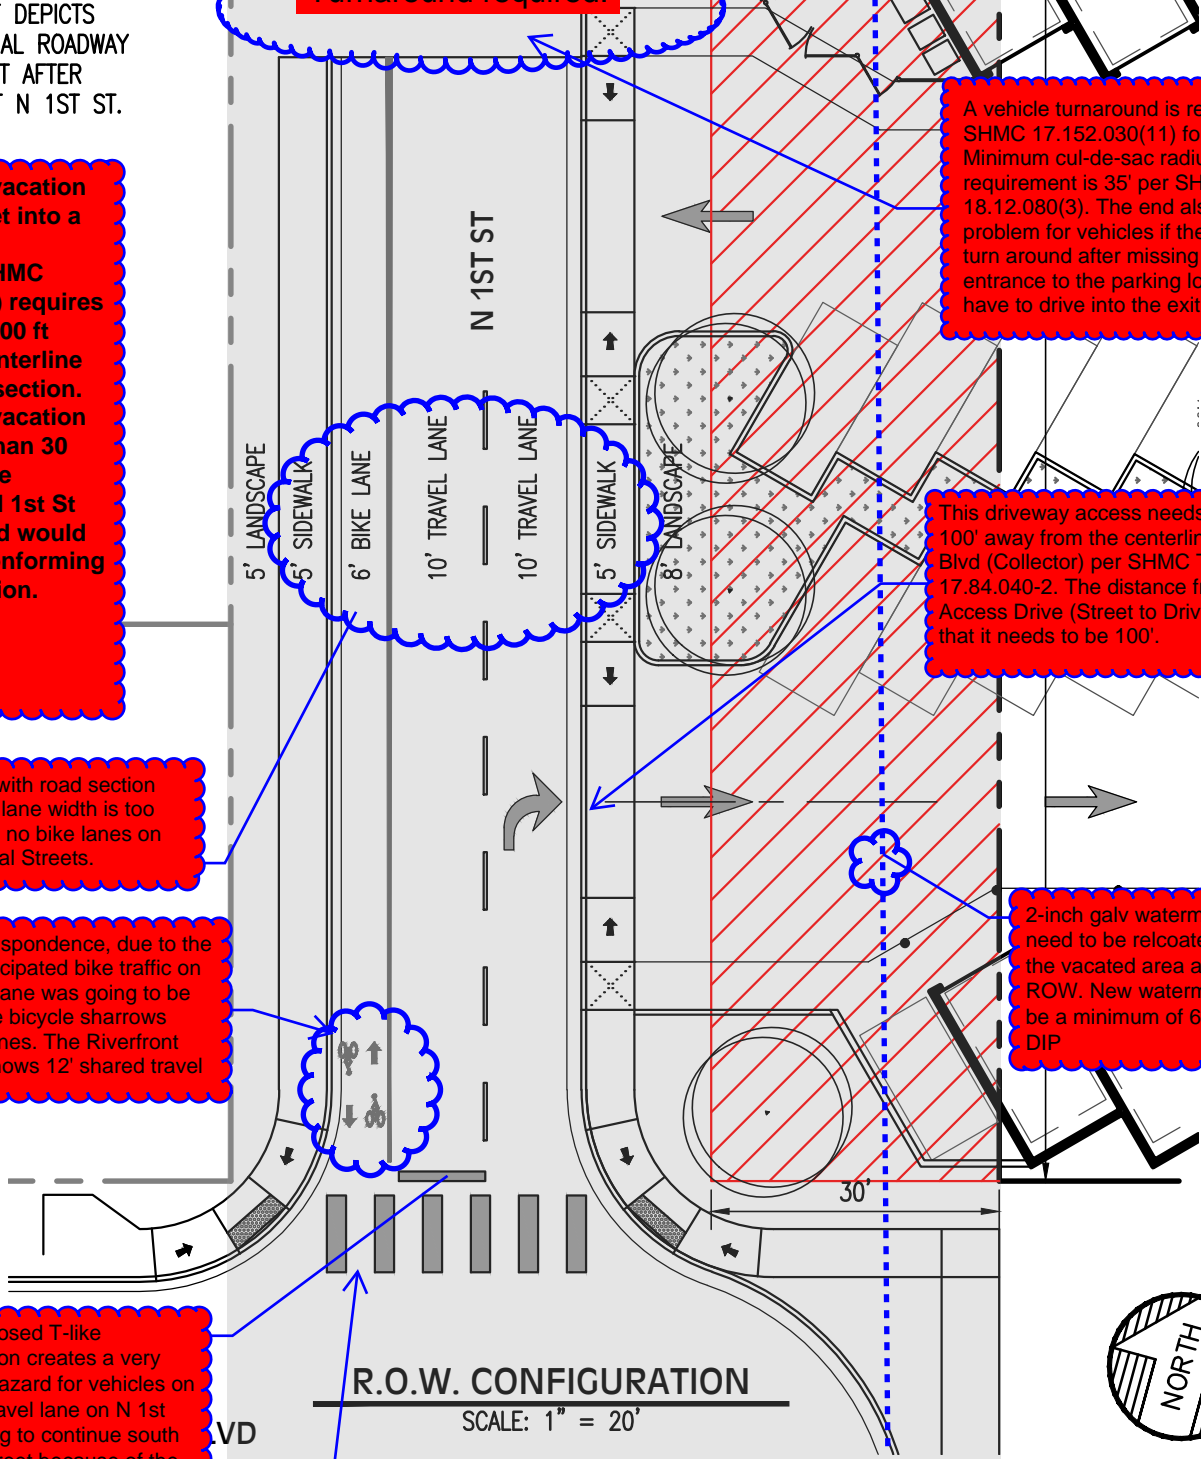 DEPICTS
AL ROADWAY
T AFTER
T N 1ST ST.
Turnaround required.
A vehicle turnaround is re
SHMC 17.152.030(11) fo
Minimum cul-de-sac radiu
requirement is 35' per SH
18.12.080(3). The end als
problem for vehicles if the
turn around after missing
entrance to the parking lo
have to drive into the exit
vacation
et into a
HMC
) requires
00 ft
nterline
section.
vacation
han 30
e
d 1st St
d would
onforming
ion.
N 1ST ST
5' LANDSCAPE
5' SIDEWALK
6' BIKE LANE
10' TRAVEL LANE
10' TRAVEL LANE
5' SIDEWALK
8' LANDSCAPE
This driveway access needs
100' away from the centerlin
Blvd (Collector) per SHMC T
17.84.040-2. The distance f
Access Drive (Street to Driv
that it needs to be 100'.
with road section
lane width is too
no bike lanes on
al Streets.
2-inch galv waterm
need to be relcoate
the vacated area a
ROW. New waterm
be a minimum of 6
DIP
spondence, due to the
cipated bike traffic on
ane was going to be
e bicycle sharrows
nes. The Riverfront
hows 12' shared travel
30'
osed T-like
on creates a very
azard for vehicles on
avel lane on N 1st
g to continue south
LVD
R.O.W. CONFIGURATION
SCALE: 1" = 20'
NORTH